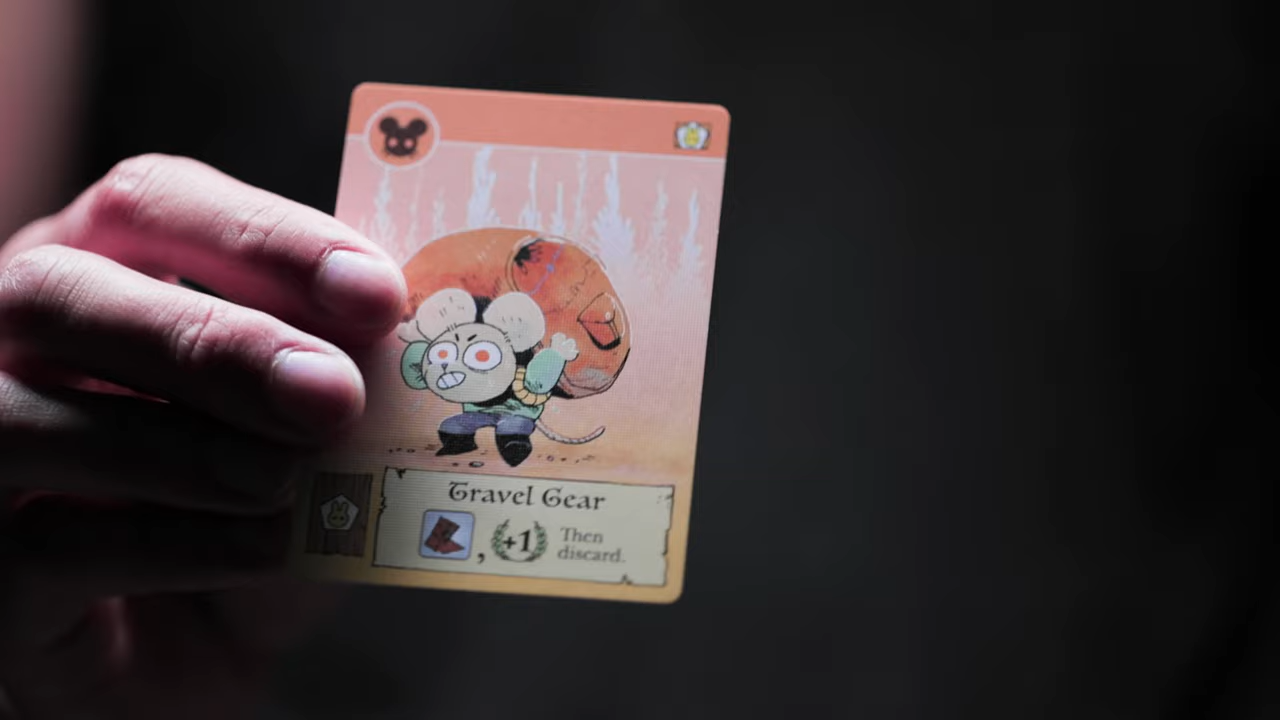 Travel Gear
, +1 Then
discard.